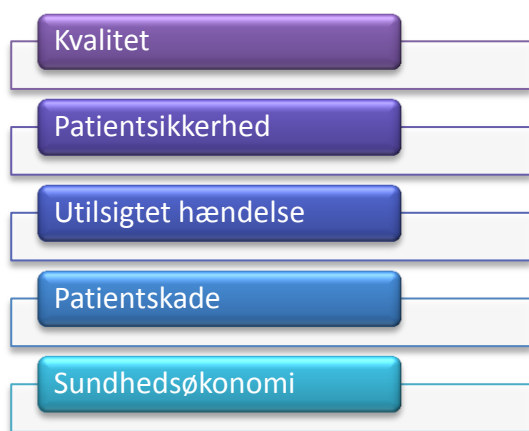 Kvalitet
Patientsikkerhed
Utilsigtet hændelse
Patientskade
Sundhedsøkonomi